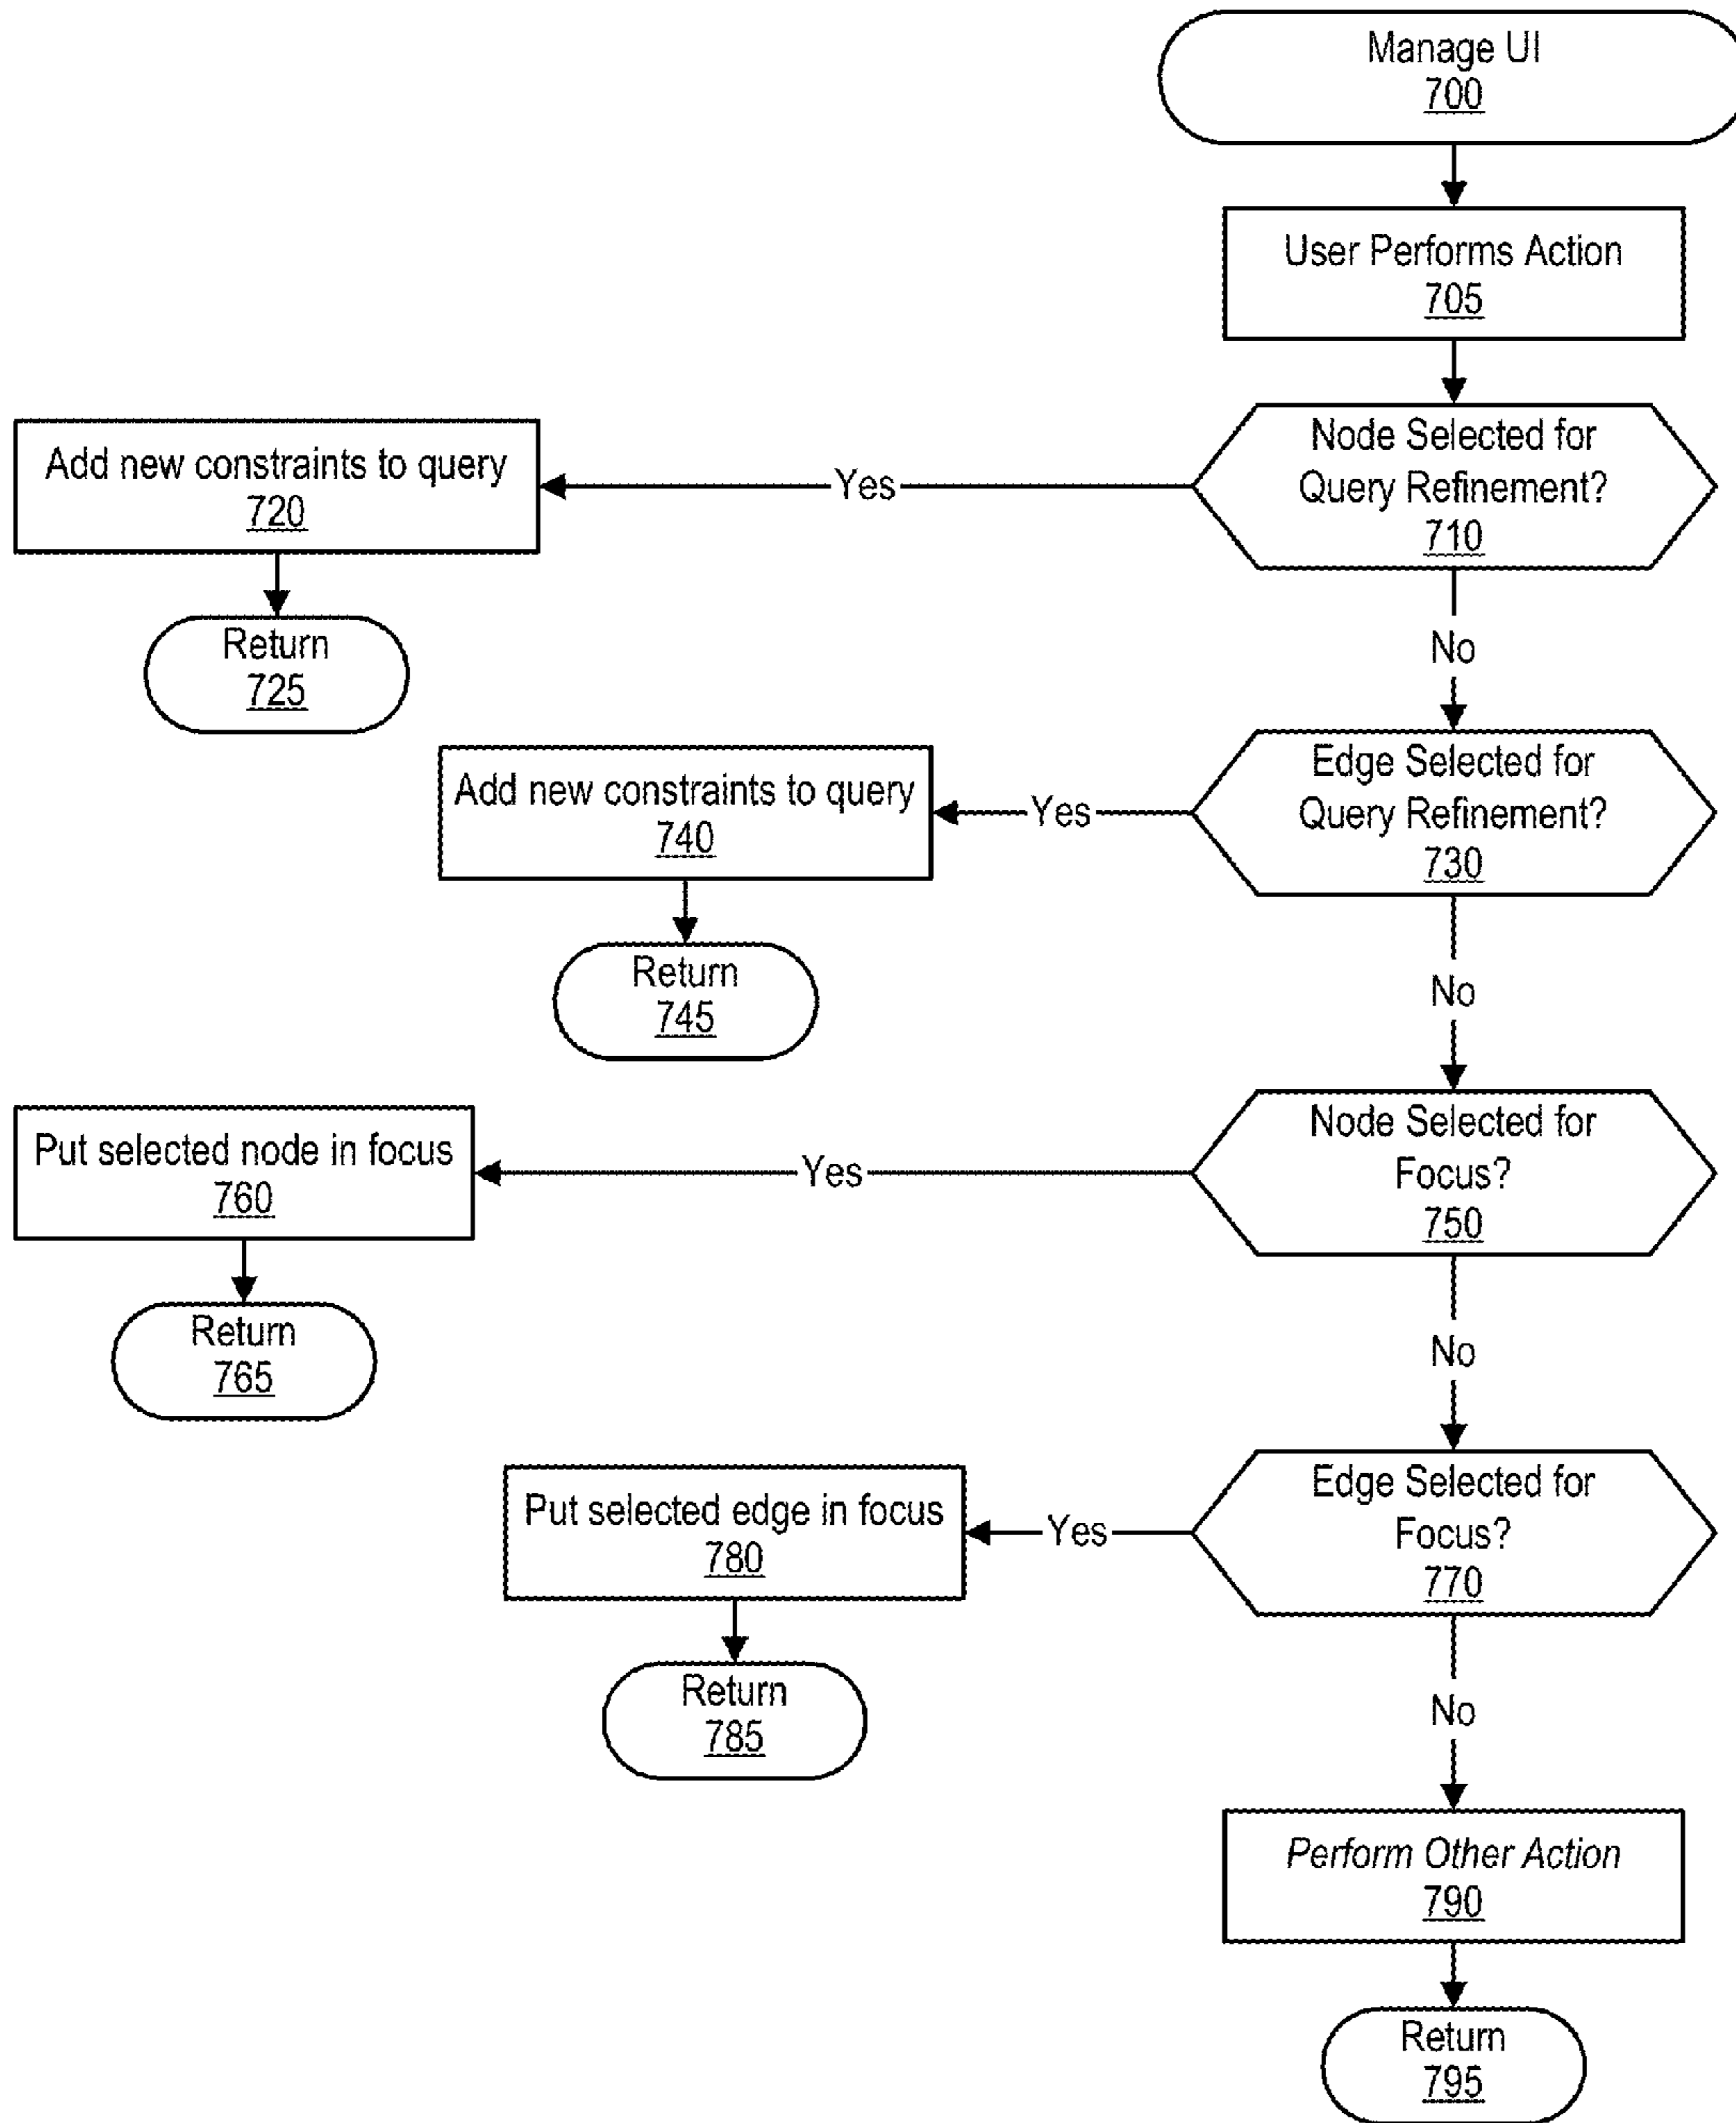 Manage UI
700
User Performs Action
705
Node Selected for
Query Refinement?
710
Yes
Add new constraints to query
720
Return
725
No
Edge Selected for
Query Refinement?
730
Yes
Add new constraints to query
740
Return
745
No
Node Selected for
Focus?
750
Yes
Put selected node in focus
760
Return
765
No
Edge Selected for
Focus?
770
Yes
Put selected edge in focus
780
Return
785
No
Perform Other Action
790
Return
795